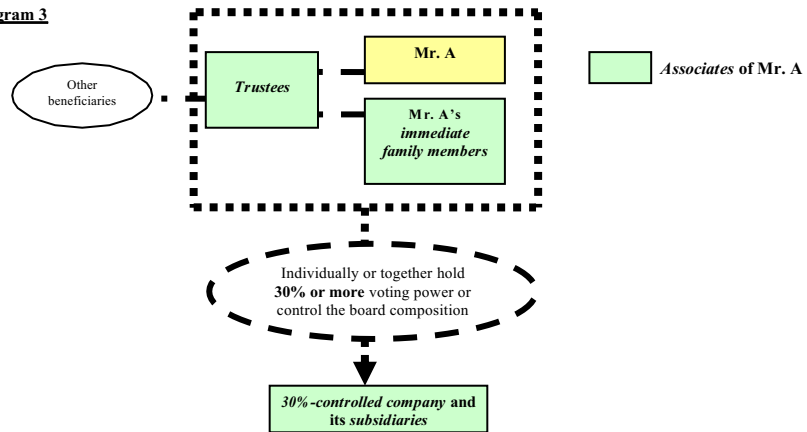 gram 3
Mr. A
Trustees
Other
beneficiaries
Mr. A's
immediate
family members
Associates of Mr. A
Individually or together hold
30% or more voting power or
control the board composition
30%-controlled company and
its subsidiaries